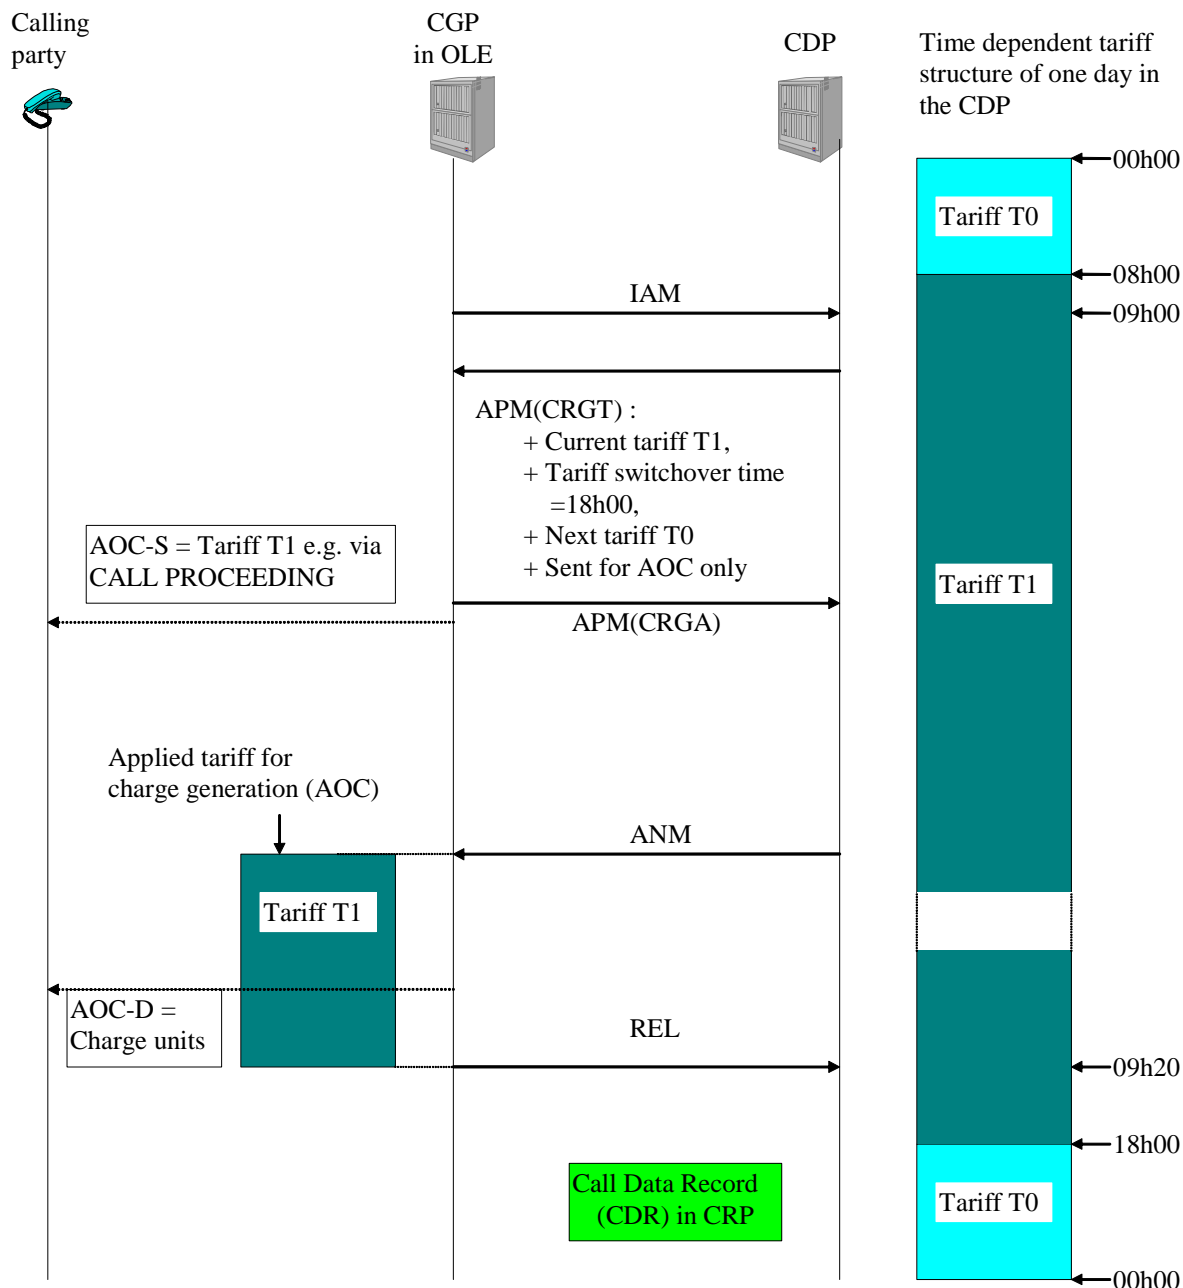 Calling
party
CGP
in OLE
CDP
Time dependent tariff
structure of one day in
the CDP
00h00
Tariff T0
08h00
IAM
09h00
APM(CRGT) :
+ Current tariff T1,
+ Tariff switchover time
=18h00,
+ Next tariff T0
+ Sent for AOC only
AOC-S = Tariff T1 e.g. via
CALL PROCEEDING
Tariff T1
APM(CRGA)
Applied tariff for
charge generation (AOC)
ANM
Tariff T1
AOC-D =
Charge units
REL
09h20
18h00
Call Data Record
(CDR) in CRP
Tariff T0
00h00